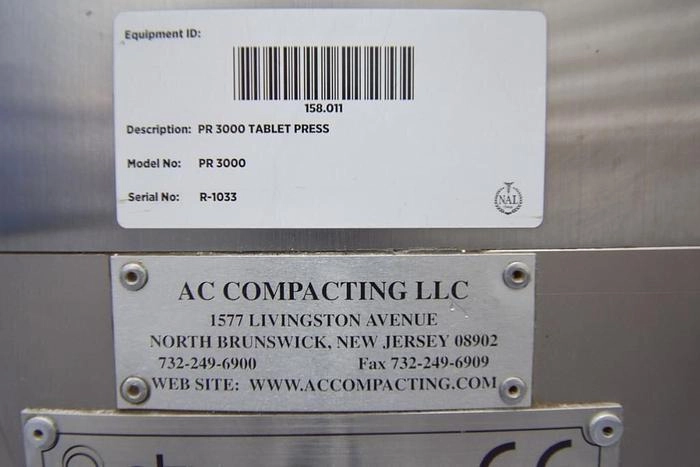 Equipment ID:
158.011
Description: PR 3000 TABLET PRESS
Model No: PR 3000
Serial No: R-1033
NAL
AC COMPACTING LLC
1577 LIVINGSTON AVENUE
NORTH BRUNSWICK, NEW JERSEY 08902
732-249-6900 Fax 732-249-6909
WEB SITE: WWW.ACCOMPACTING.COM
CE